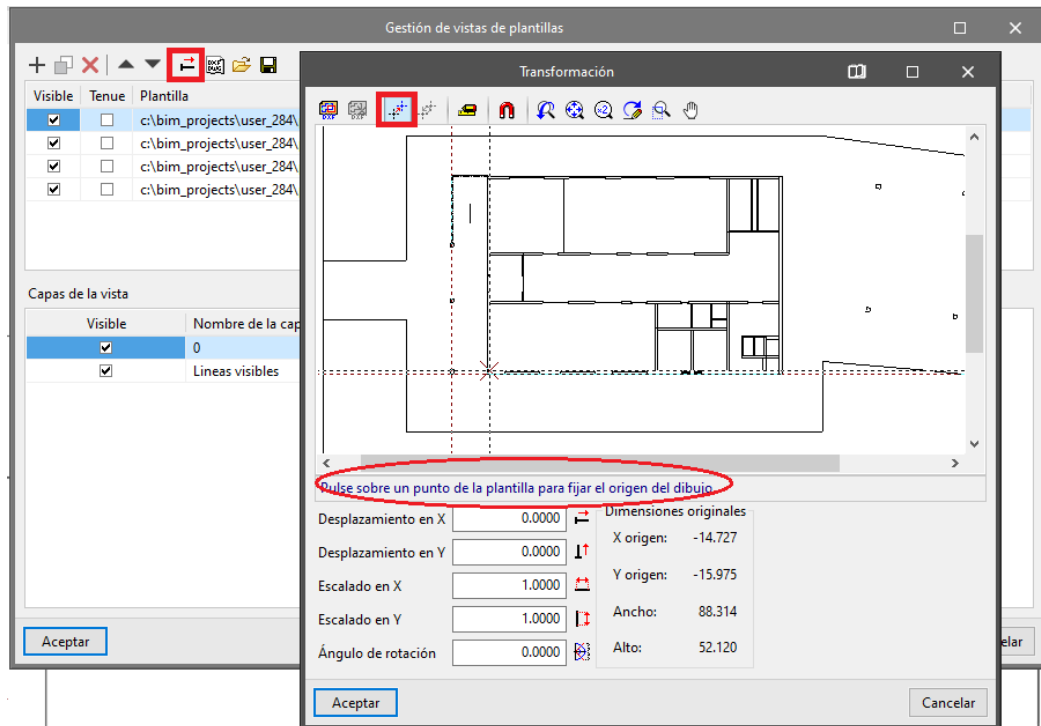 Gestión de vistas de plantillas
DXF
DWG
Visible Tenue Plantilla
c:\bim_projects\user_284\
c:\bim_projects\user_284\
c:\bim_projects\user_284\
c:\bim_projects\user_284\
Capas de la vista
Visible Nombre de la cap
0
Lineas visibles
Aceptar
elar
Transformación
DXF
x2
Pulse sobre un punto de la plantilla para fijar el origen del dibujo.
Desplazamiento en X 0.0000
Desplazamiento en Y 0.0000
Escalado en X 1.0000
Escalado en Y 1.0000
Ángulo de rotación 0.0000
Dimensiones originales
X origen: -14.727
Y origen: -15.975
Ancho: 88.314
Alto: 52.120
Aceptar Cancelar